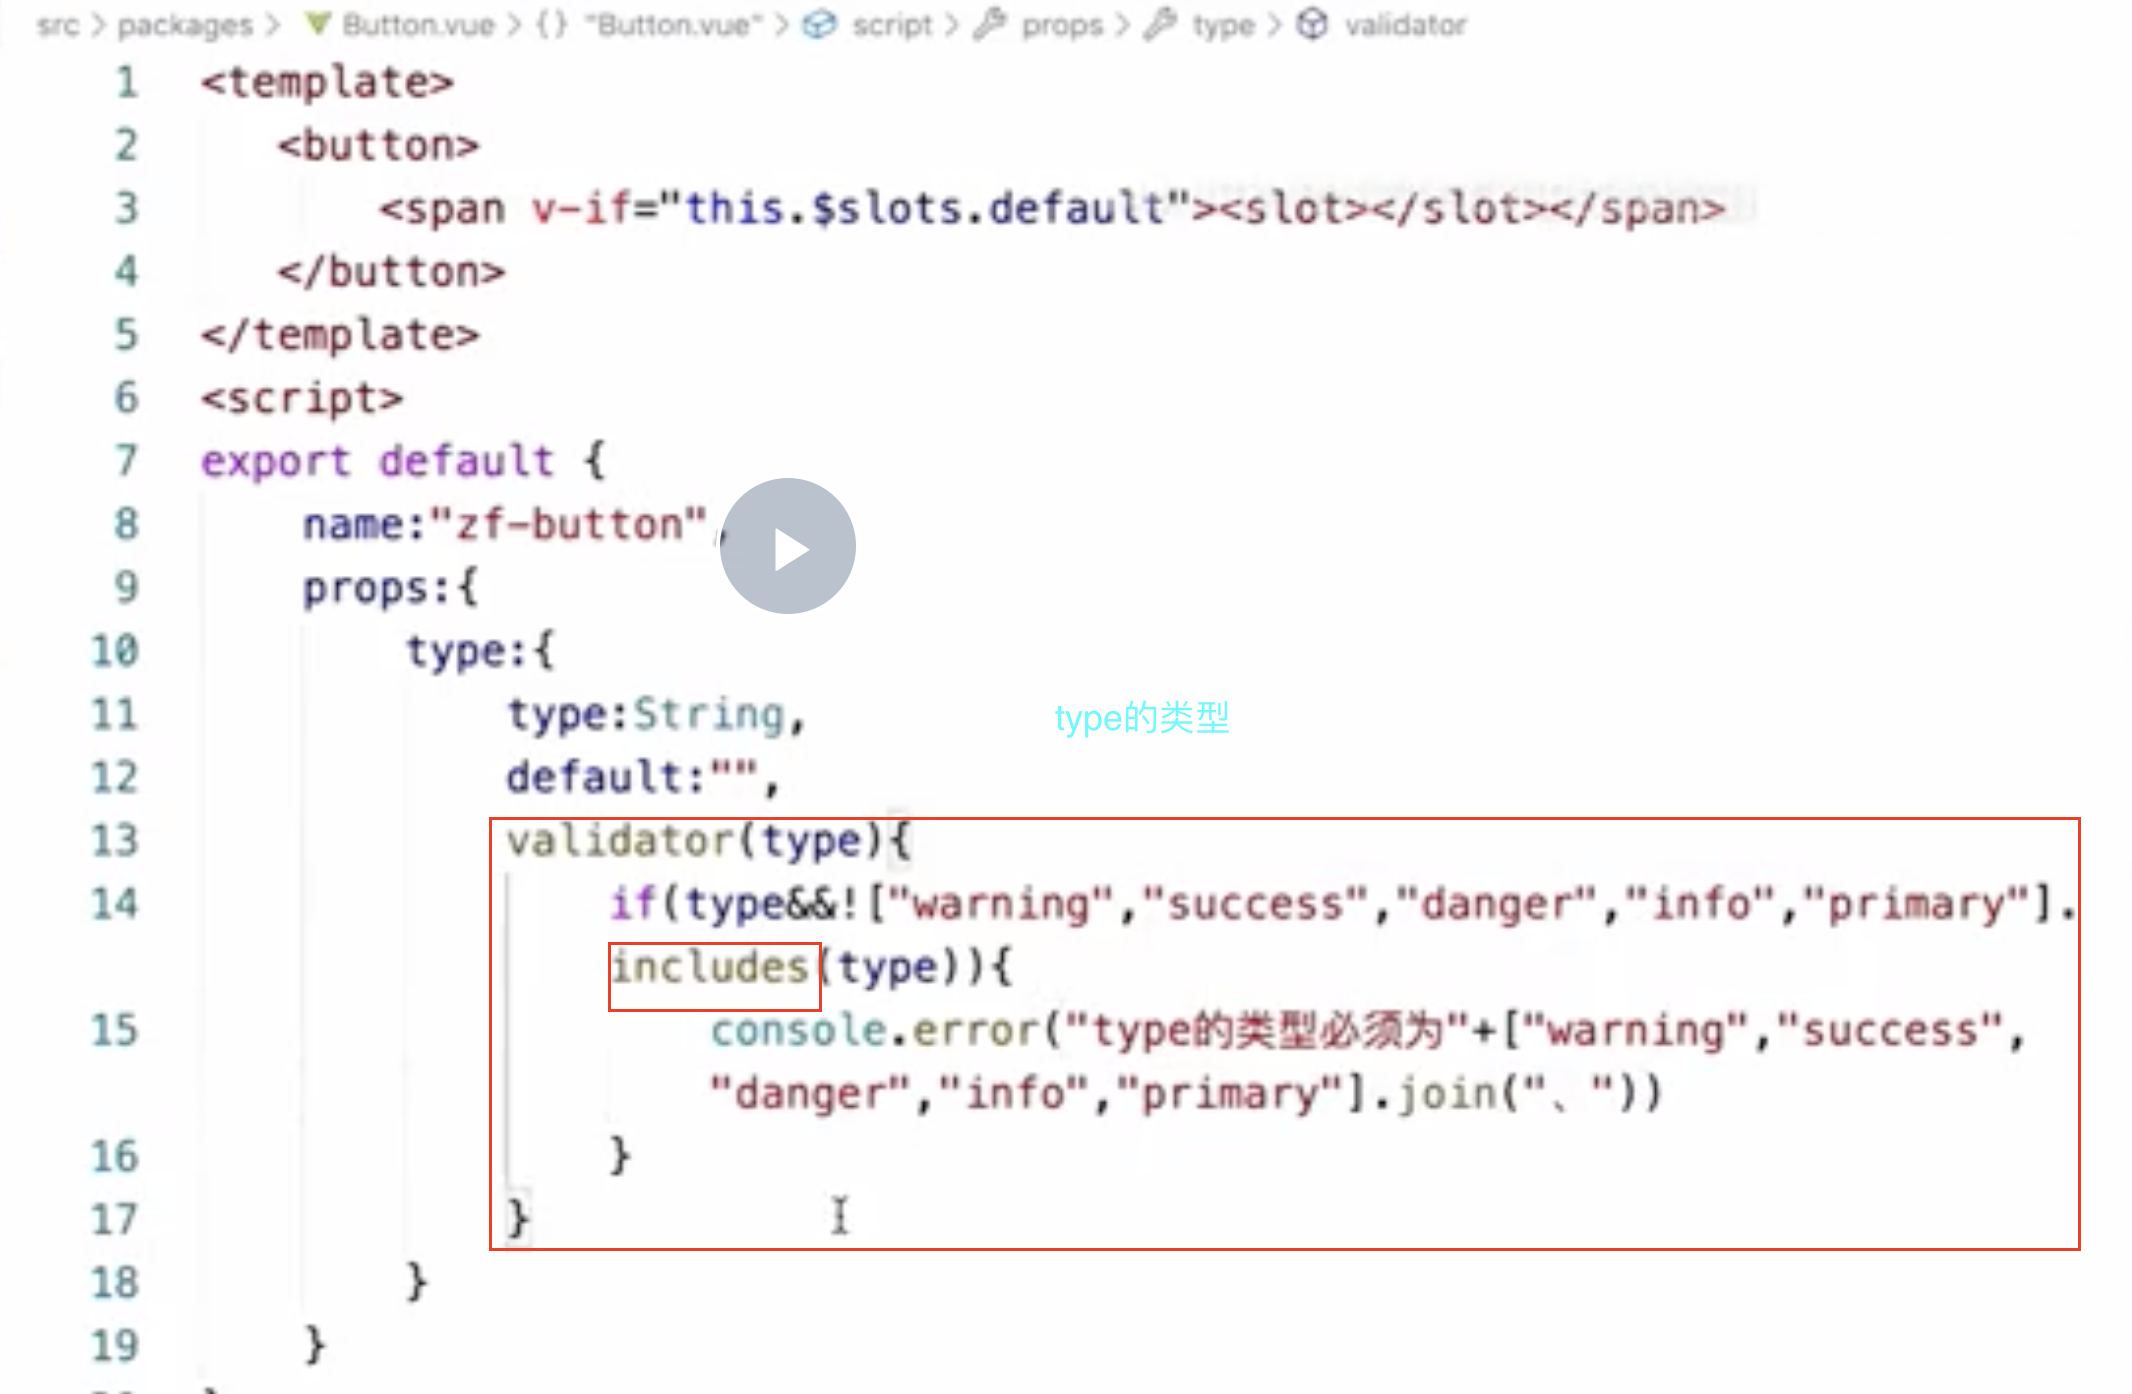 src > packages > Button.vue > {} "Button.vue" > script > props > type > validator
1 <template>
2 <button>
3 <span v-if="this.$slots.default"><slot></slot></span>
4 </button>
5 </template>
6 <script>
7 export default {
8 name:"zf-button",
9 props:{
10 type:{
11 type:String,
type的类型
12 default:"",
13 validator(type){
14 if(type&&!["warning","success","danger","info","primary"].
includes(type)){
15 console.error("type的类型必须为"+["warning","success",
"danger","info","primary"].join("、"))
16 }
17 }
18 }
19 }